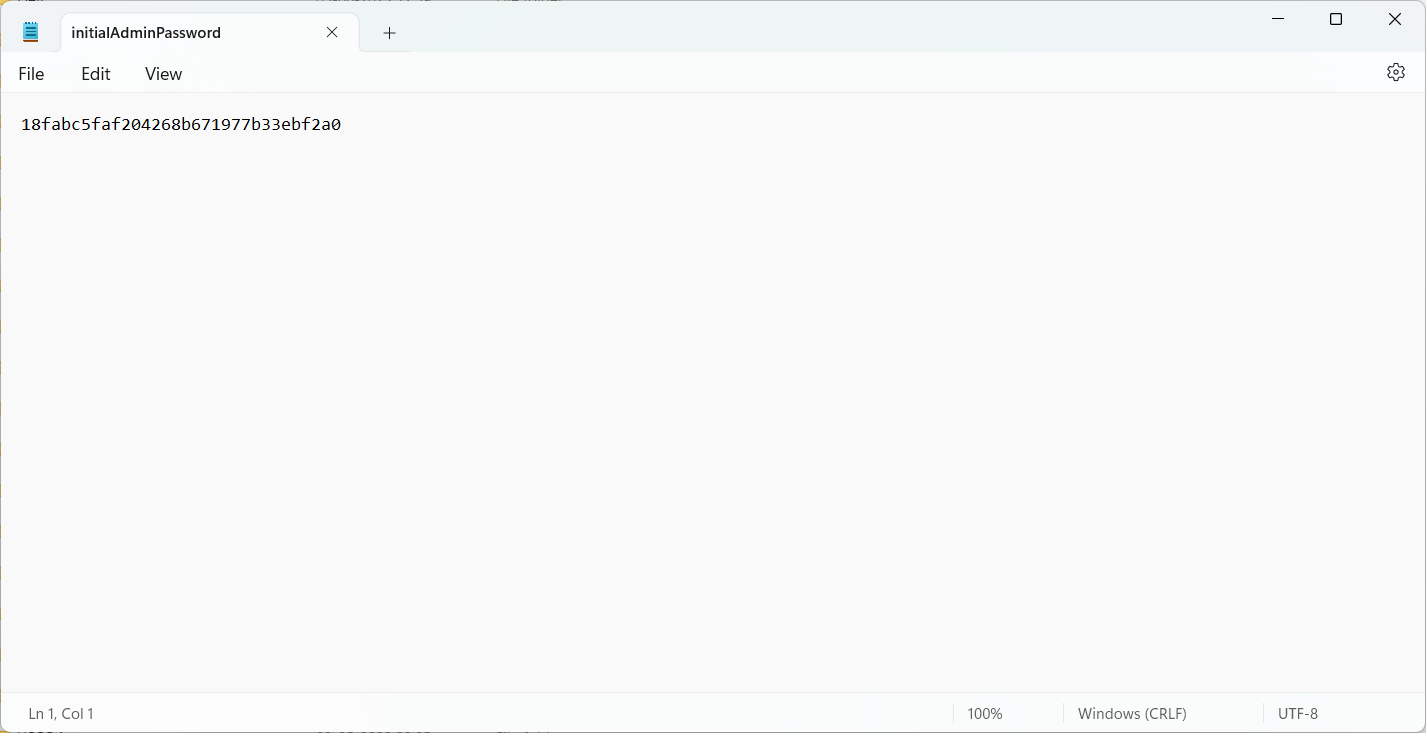 initialAdminPassword
File Edit View
18fabc5faf204268b671977b33ebf2a0
Ln 1, Col 1 100% Windows (CRLF) UTF-8